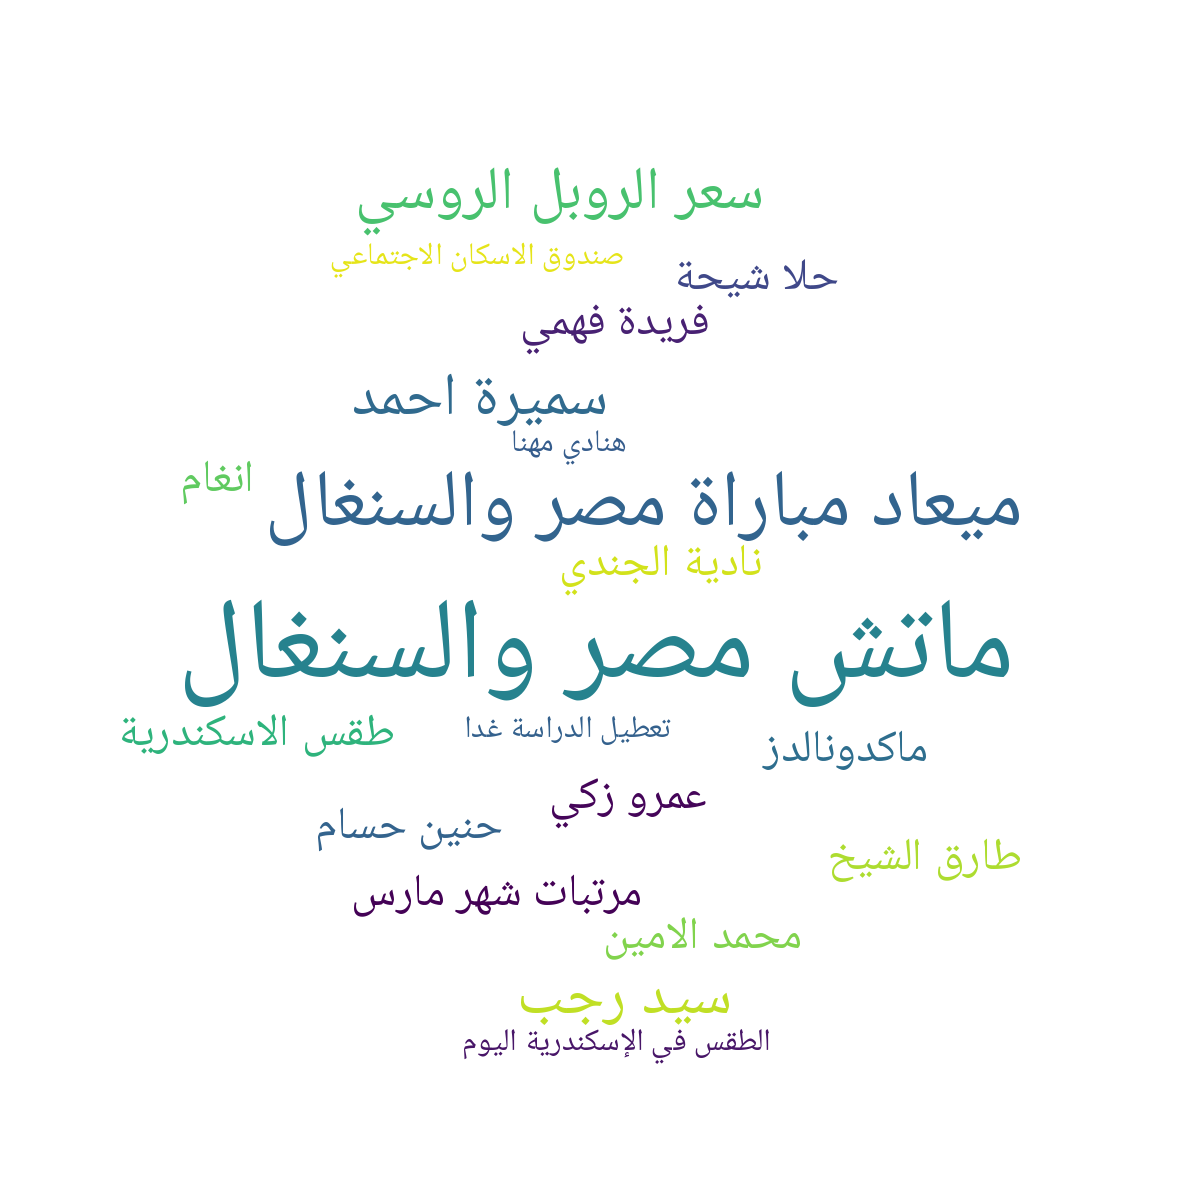 سعر الروبل الروسي
صندوق الاسكان الاجتماعي
حلا شيحة
فريدة فهمي
سميرة احمد
هنادي مهنا
انغام
ميعاد مباراة مصر والسنغال
نادية الجندي
ماتش مصر والسنغال
طقس الاسكندرية
تعطيل الدراسة غدا
ماكدونالدز
عمرو زكي
حنين حسام
طارق الشيخ
مرتبات شهر مارس
محمد الامين
سيد رجب
الطقس في الإسكندرية اليوم